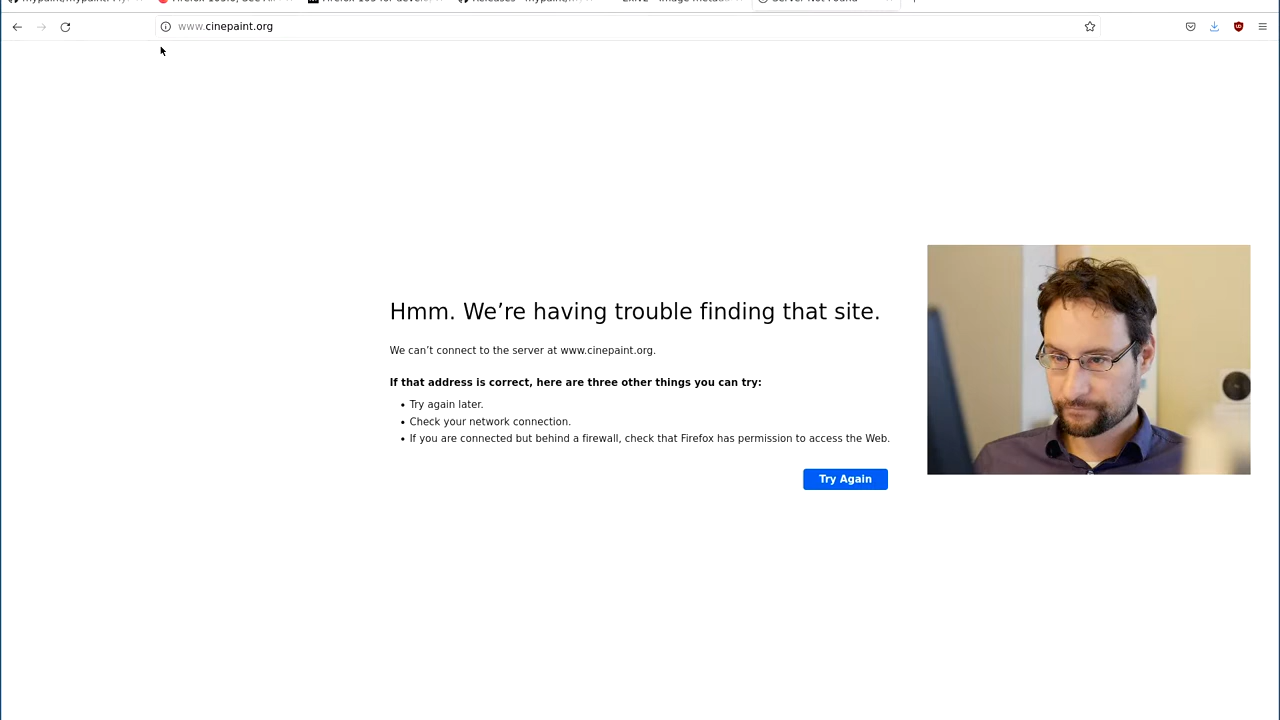 www.cinepaint.org
Hmm. We’re having trouble finding that site.
We can’t connect to the server at www.cinepaint.org.
If that address is correct, here are three other things you can try:
• Try again later.
• Check your network connection.
• If you are connected but behind a firewall, check that Firefox has permission to access the Web.
Try Again